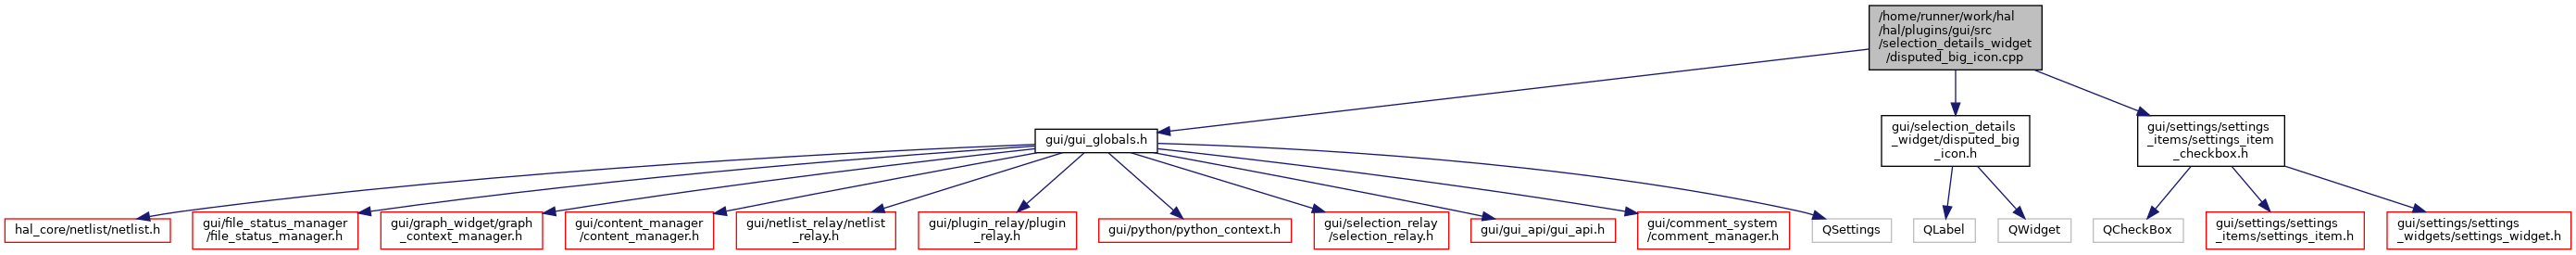 /home/runner/work/hal
/hal/plugins/gui/src
/selection_details_widget
/disputed_big_icon.cpp
gui/gui_globals.h
gui/selection_details
_widget/disputed_big
_icon.h
gui/settings/settings
_items/settings_item
_checkbox.h
hal_core/netlist/netlist.h
gui/file_status_manager
/file_status_manager.h
gui/graph_widget/graph
_context_manager.h
gui/content_manager
/content_manager.h
gui/netlist_relay/netlist
_relay.h
gui/plugin_relay/plugin
_relay.h
gui/python/python_context.h
gui/selection_relay
/selection_relay.h
gui/gui_api/gui_api.h
gui/comment_system
/comment_manager.h
QSettings
QLabel
QWidget
QCheckBox
gui/settings/settings
_items/settings_item.h
gui/settings/settings
_widgets/settings_widget.h